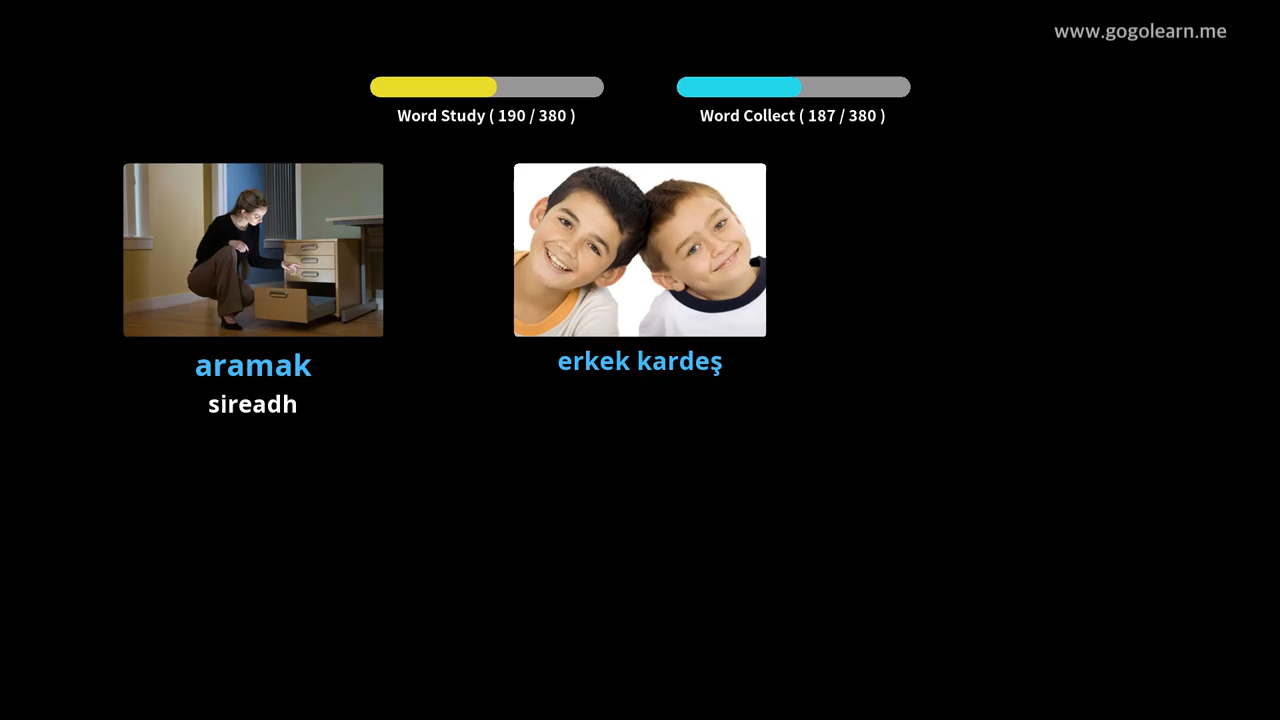 www.gogolearn.me
Word Study ( 190 / 380 )
Word Collect ( 187 / 380 )
aramak
sireadh
erkek kardeş